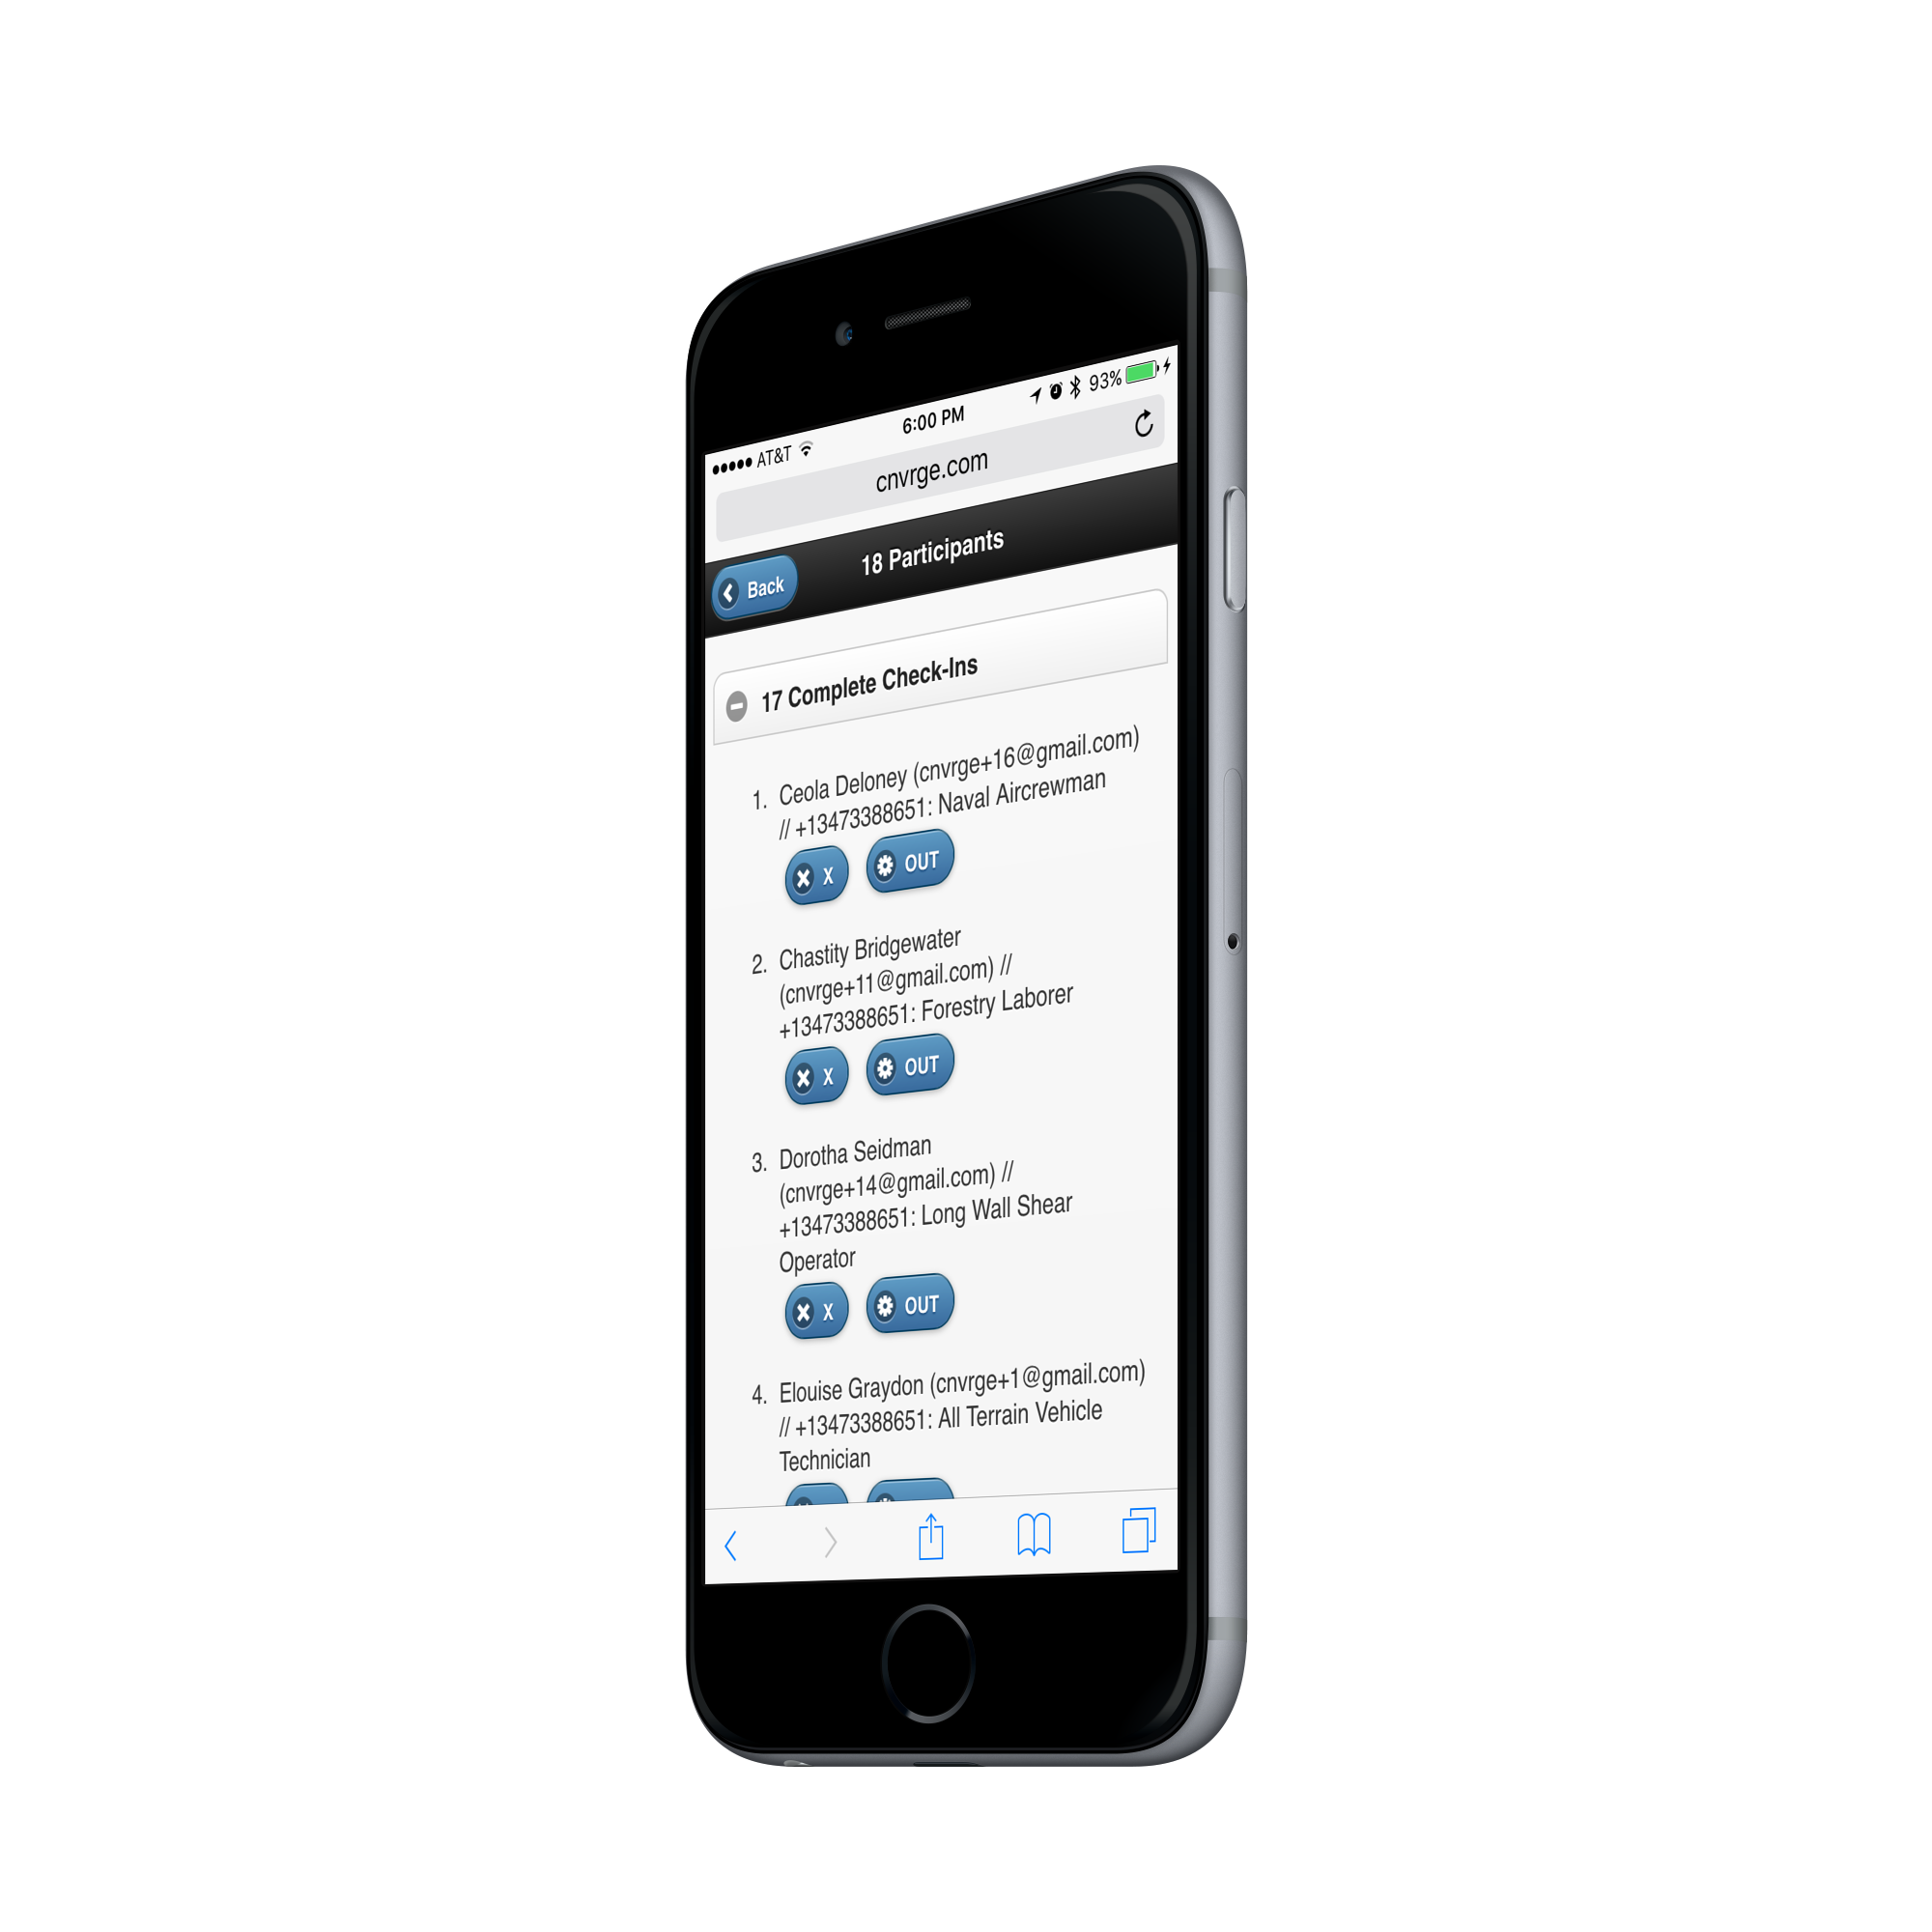 AT&T 6:00 PM 93%
cnvrge.com
Back 18 Participants
17 Complete Check-Ins
1. Ceola Deloney (cnvrge+16@gmail.com)
// +13473388651: Naval Aircrewman
X OUT
2. Chastity Bridgewater
(cnvrge+11@gmail.com) //
+13473388651: Forestry Laborer
X OUT
3. Dorotha Seidman
(cnvrge+14@gmail.com) //
+13473388651: Long Wall Shear
Operator
X OUT
4. Elouise Graydon (cnvrge+1@gmail.com)
// +13473388651: All Terrain Vehicle
Technician